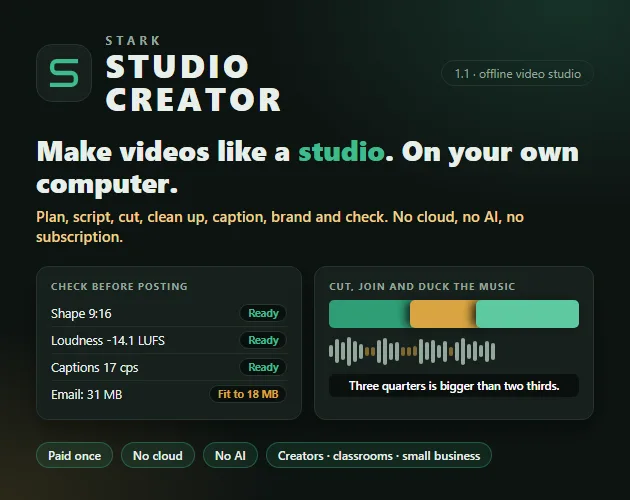 STARK
STUDIO
CREATOR
1.1 · offline video studio
Make videos like a studio. On your own
computer.
Plan, script, cut, clean up, caption, brand and check. No cloud, no AI, no
subscription.
CHECK BEFORE POSTING
Shape 9:16 Ready
Loudness -14.1 LUFS Ready
Captions 17 cps Ready
Email: 31 MB Fit to 18 MB
CUT, JOIN AND DUCK THE MUSIC
Three quarters is bigger than two thirds.
Paid once
No cloud
No AI
Creators · classrooms · small business